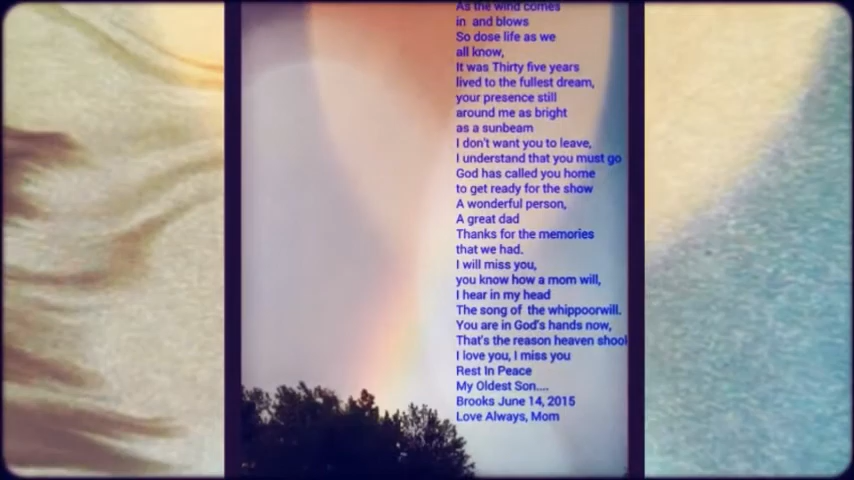 As the wind comes
in and blows
So dose life as we
all know,
It was Thirty five years
lived to the fullest dream,
your presence still
around me as bright
as a sunbeam
I don't want you to leave,
I understand that you must go
God has called you home
to get ready for the show
A wonderful person,
A great dad
Thanks for the memories
that we had.
I will miss you,
you know how a mom will,
I hear in my head
The song of the whippoorwill.
You are in God's hands now,
That's the reason heaven shook
I love you, I miss you
Rest In Peace
My Oldest Son....
Brooks June 14, 2015
Love Always, Mom